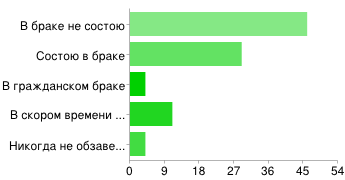 В браке не состою
Состою в браке
В гражданском браке
В скором времени ...
Никогда не обзаве...
0 9 18 27 36 45 54